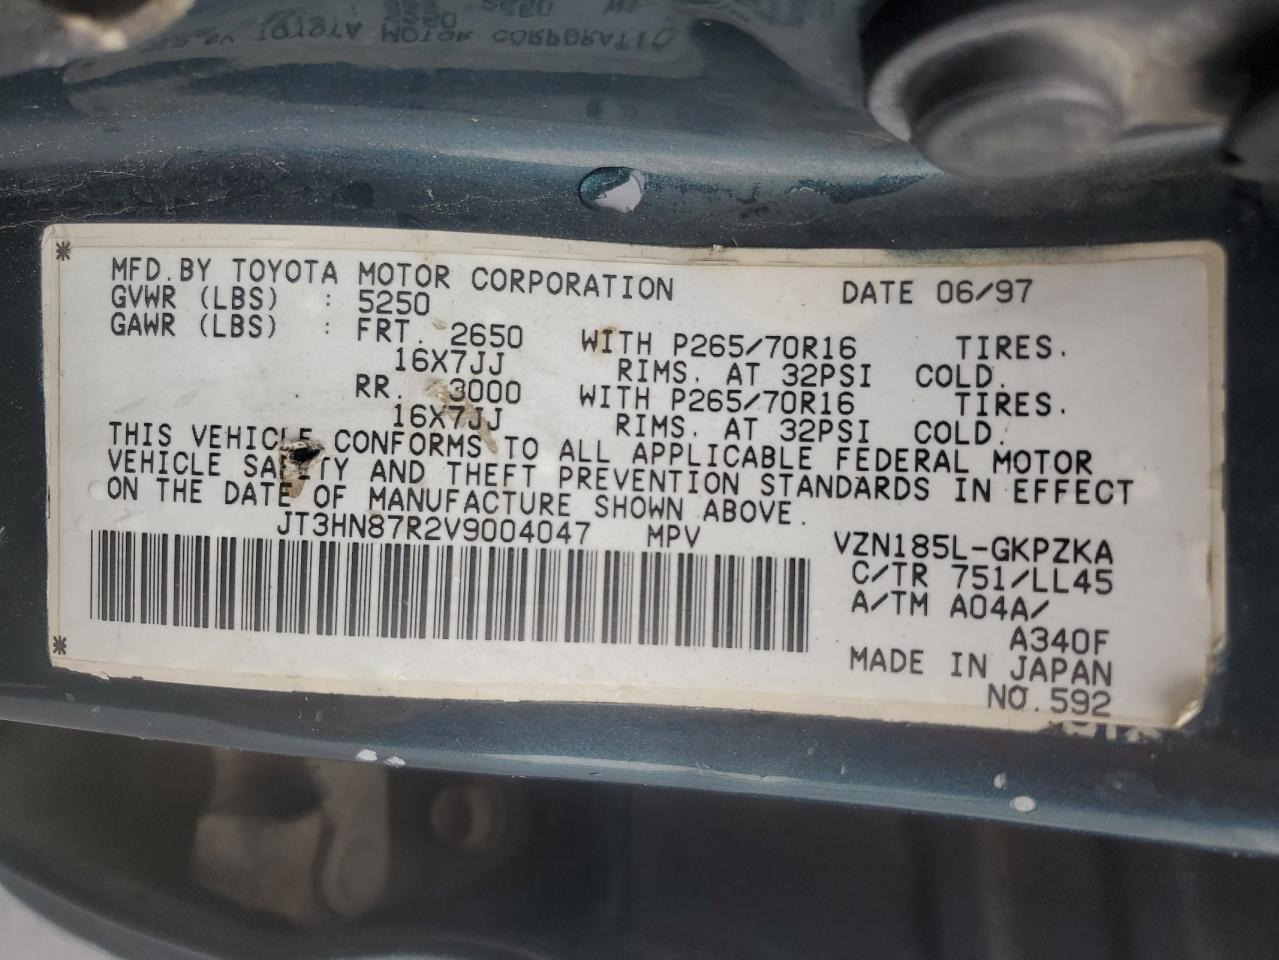 MFD. BY TOYOTA MOTOR CORPORATION DATE 06/97
GVWR (LBS) : 5250
GAWR (LBS) : FRT. 2650 WITH P265/70R16 TIRES.
16X7JJ RIMS. AT 32PSI COLD.
RR. 3000 WITH P265/70R16 TIRES.
16X7JJ RIMS. AT 32PSI COLD.
THIS VEHICLE CONFORMS TO ALL APPLICABLE FEDERAL MOTOR
VEHICLE SAFETY AND THEFT PREVENTION STANDARDS IN EFFECT
ON THE DATE OF MANUFACTURE SHOWN ABOVE.
JT3HN87R2V9004047 MPV VZN185L-GKPZKA
C/TR 751/LL45
A/TM A04A/
A340F
MADE IN JAPAN
NO. 592